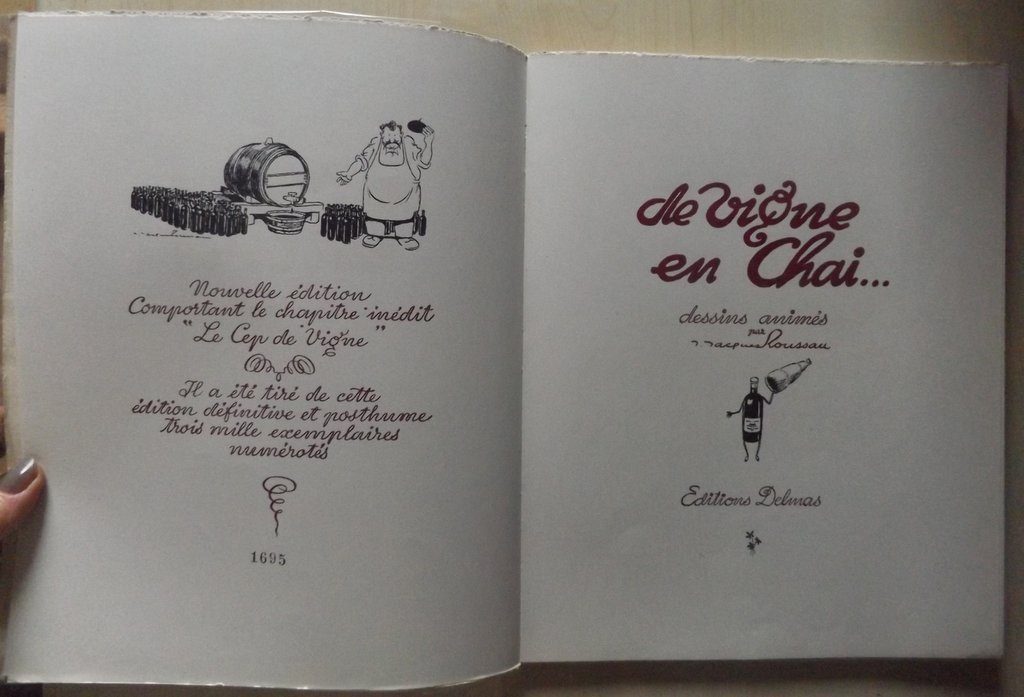 Nouvelle édition
Comportant le chapitre inédit
"Le Cep de Vigne"
Il a été tiré de cette
édition définitive et posthume
trois mille exemplaires
numérotés
1695
de Vigne
en Chai...
dessins animés
par
J. Jacques Roussau
Editions Delmas